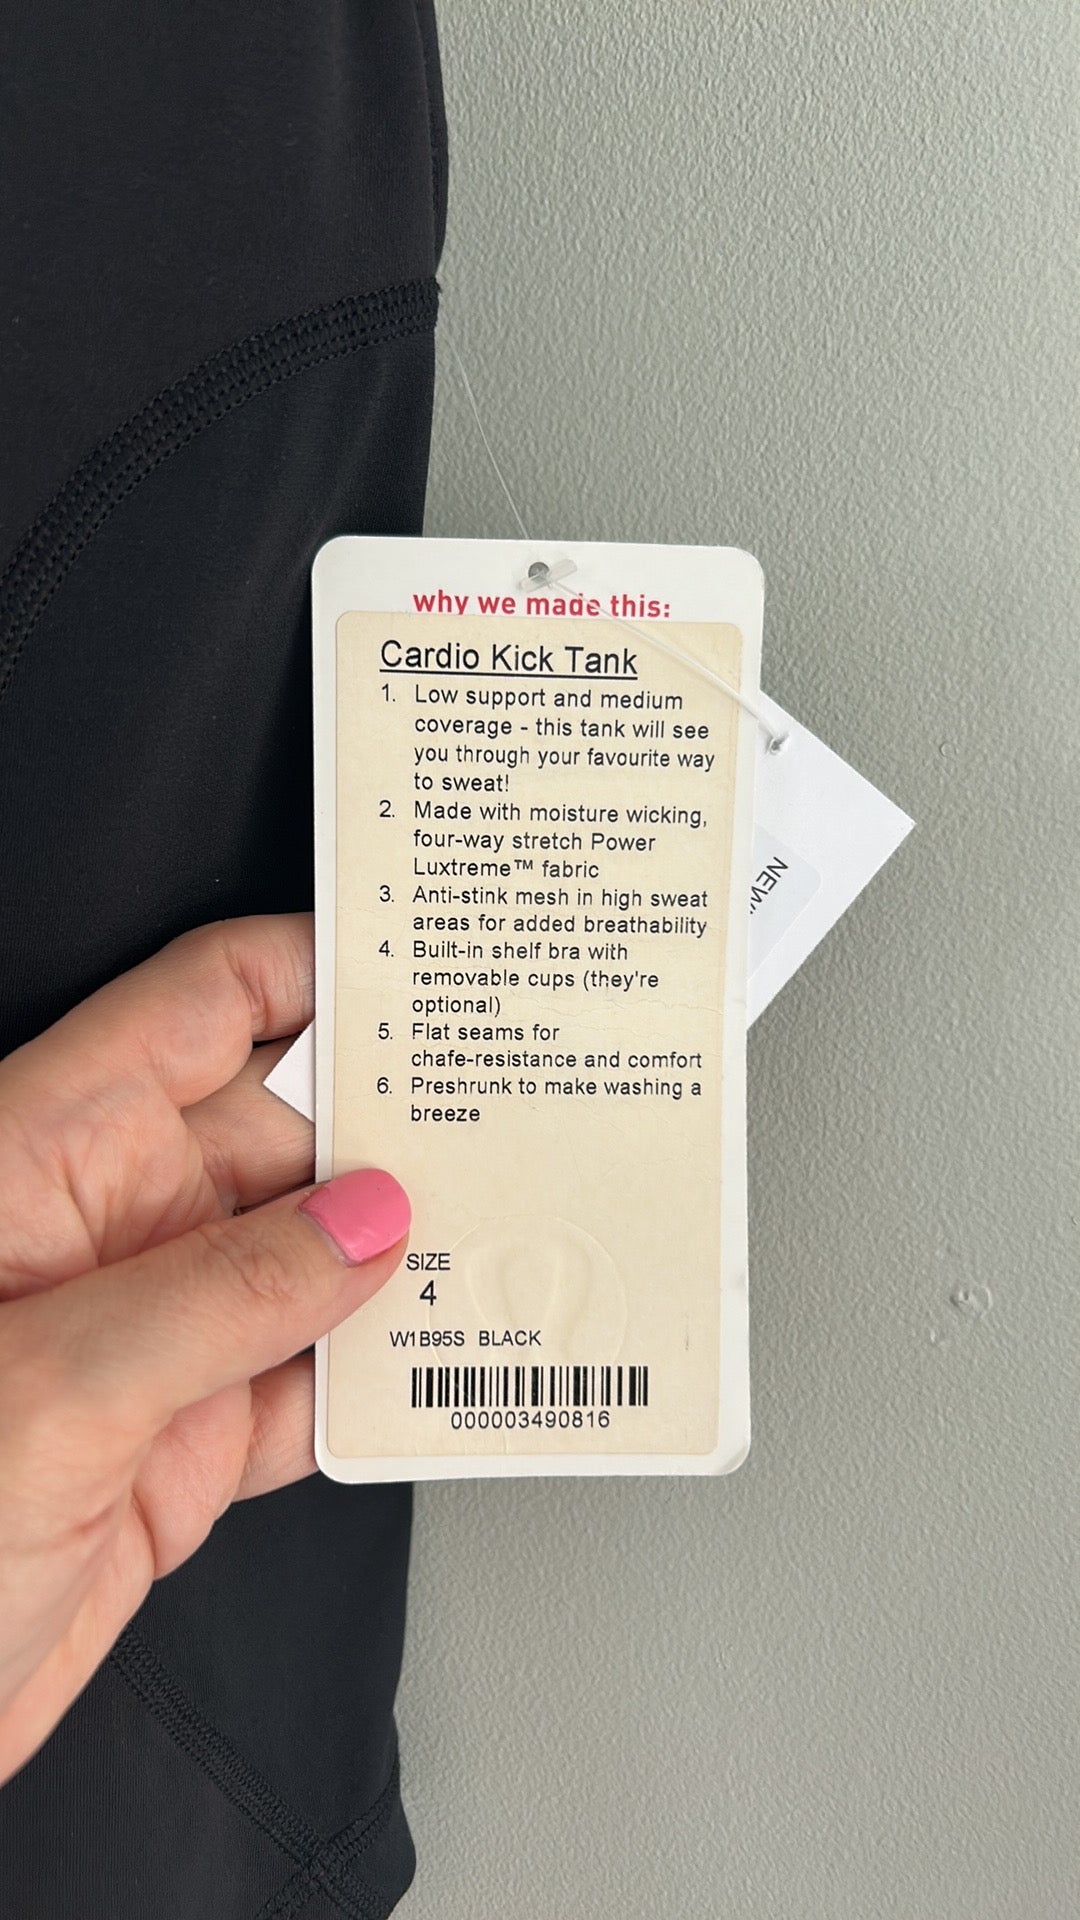 why we made this:
Cardio Kick Tank
1. Low support and medium
coverage - this tank will see
you through your favourite way
to sweat!
2. Made with moisture wicking,
four-way stretch Power
Luxtreme™ fabric
3. Anti-stink mesh in high sweat
areas for added breathability
4. Built-in shelf bra with
removable cups (they're
optional)
5. Flat seams for
chafe-resistance and comfort
6. Preshrunk to make washing a
breeze
SIZE
4
W1B95S BLACK
000003490816
NEW